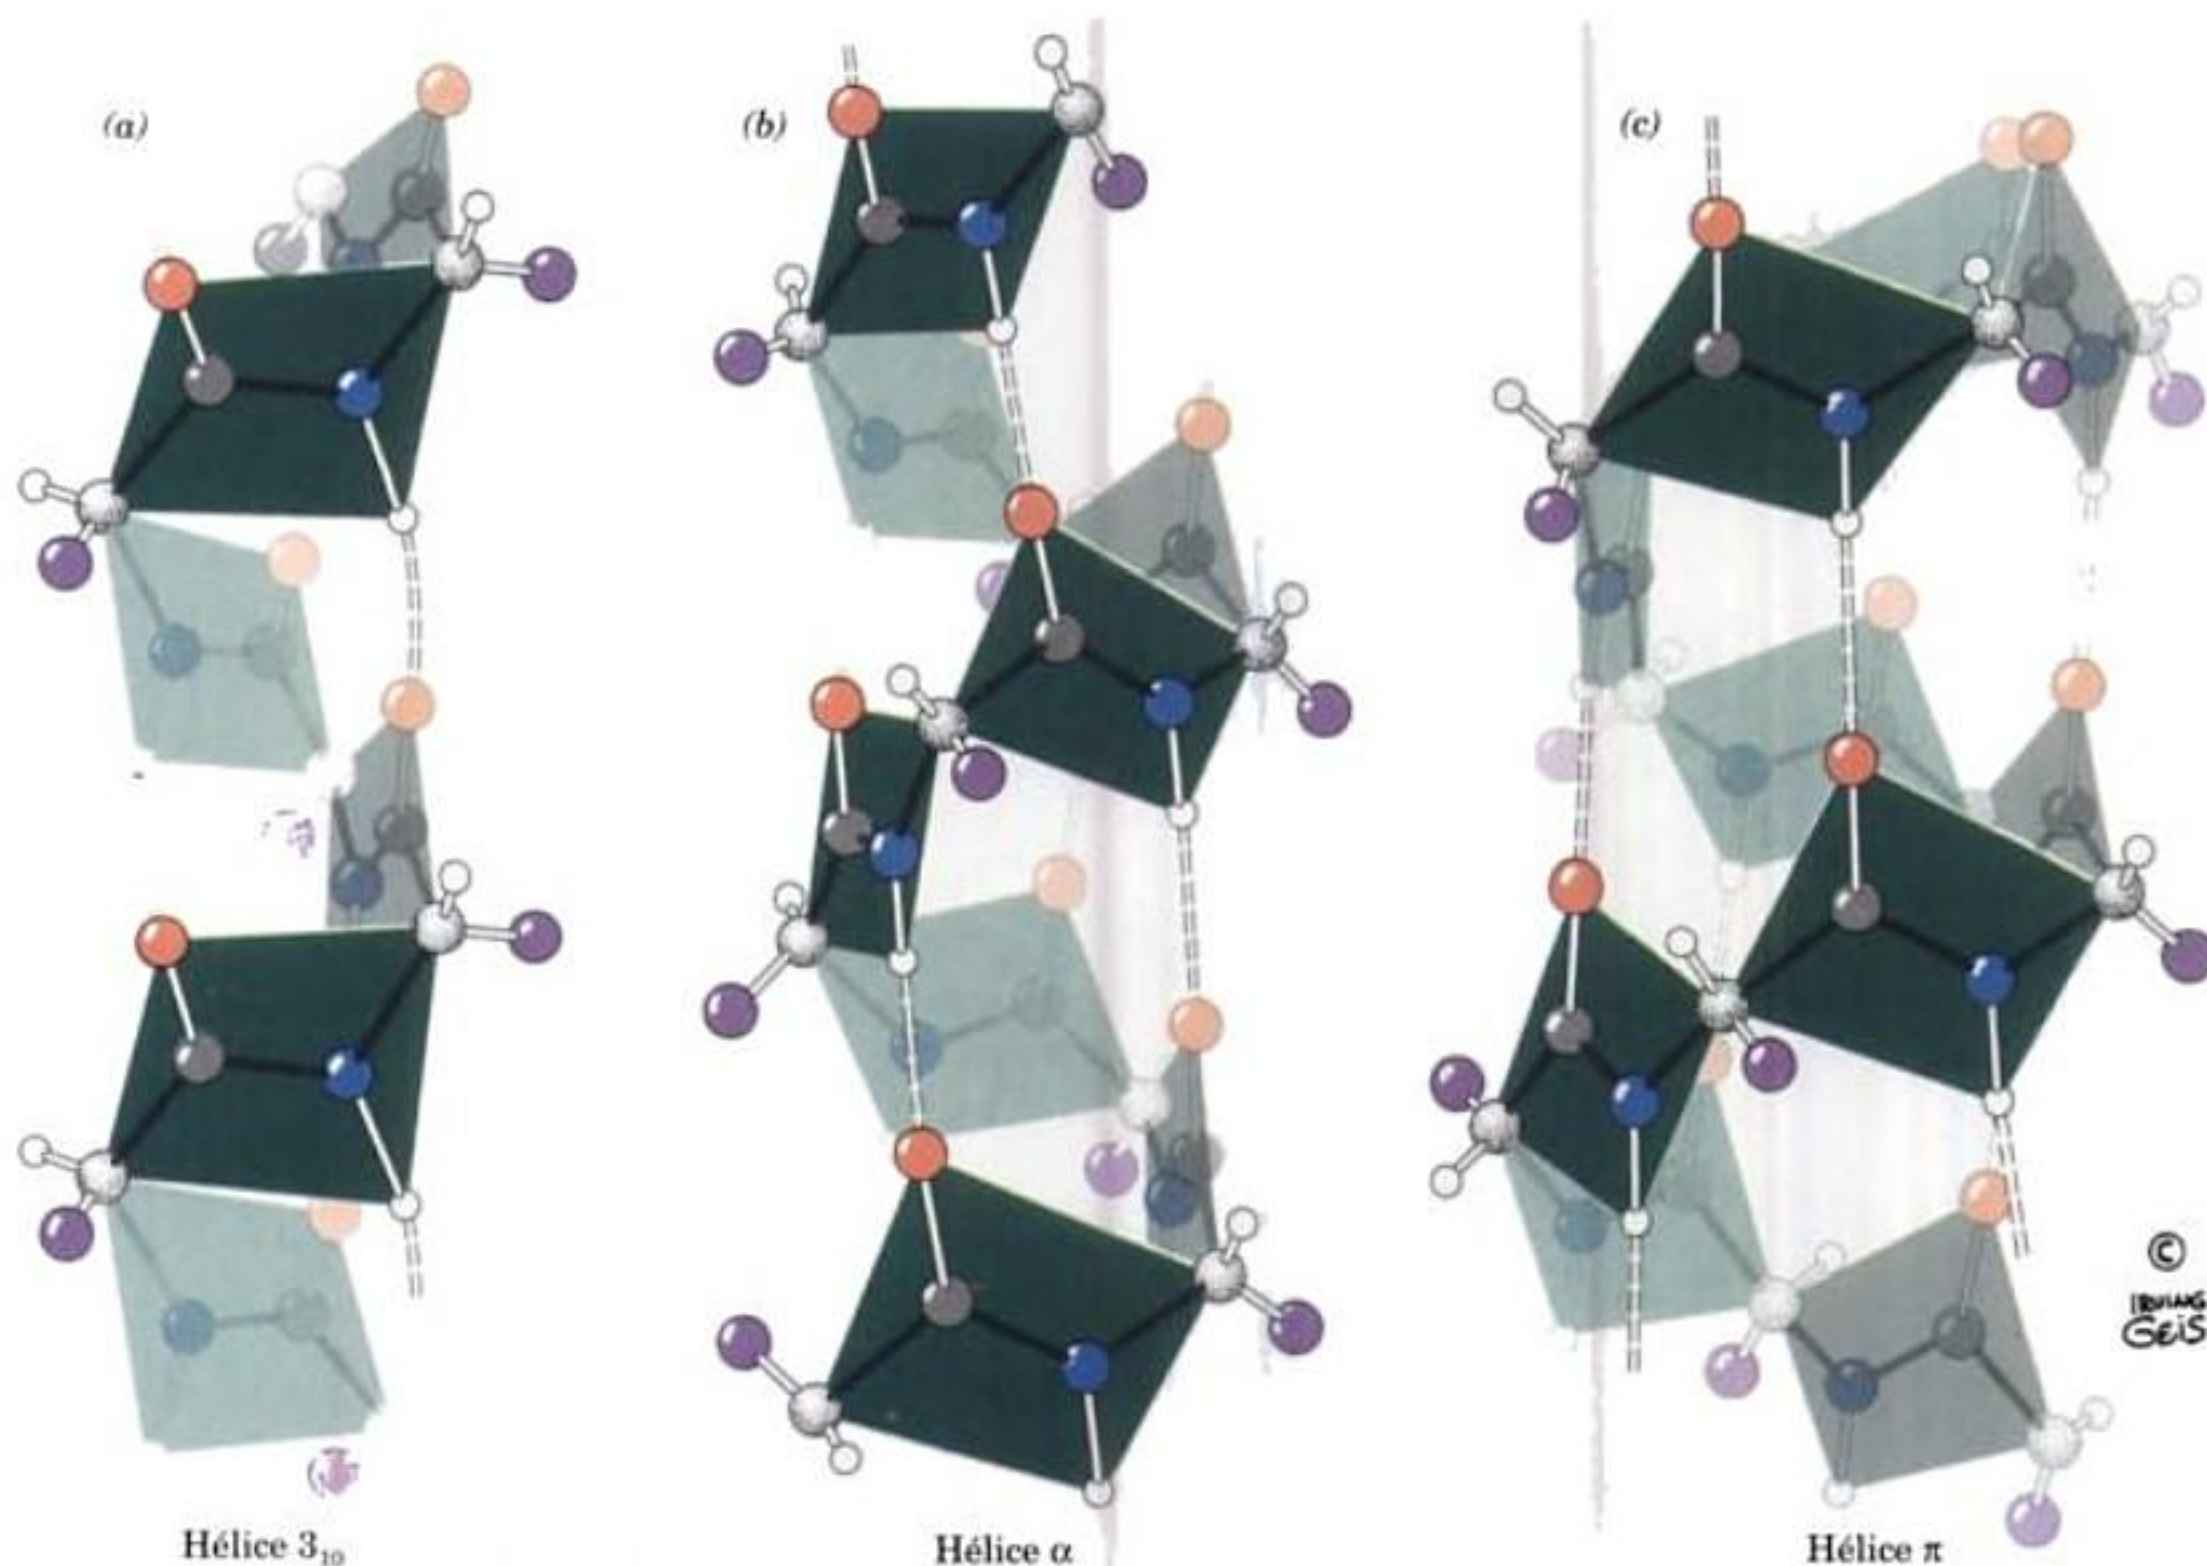 (a)
(b)
(c)
©
IRVING
GEIS
Hélice 3₁₀
Hélice α
Hélice π